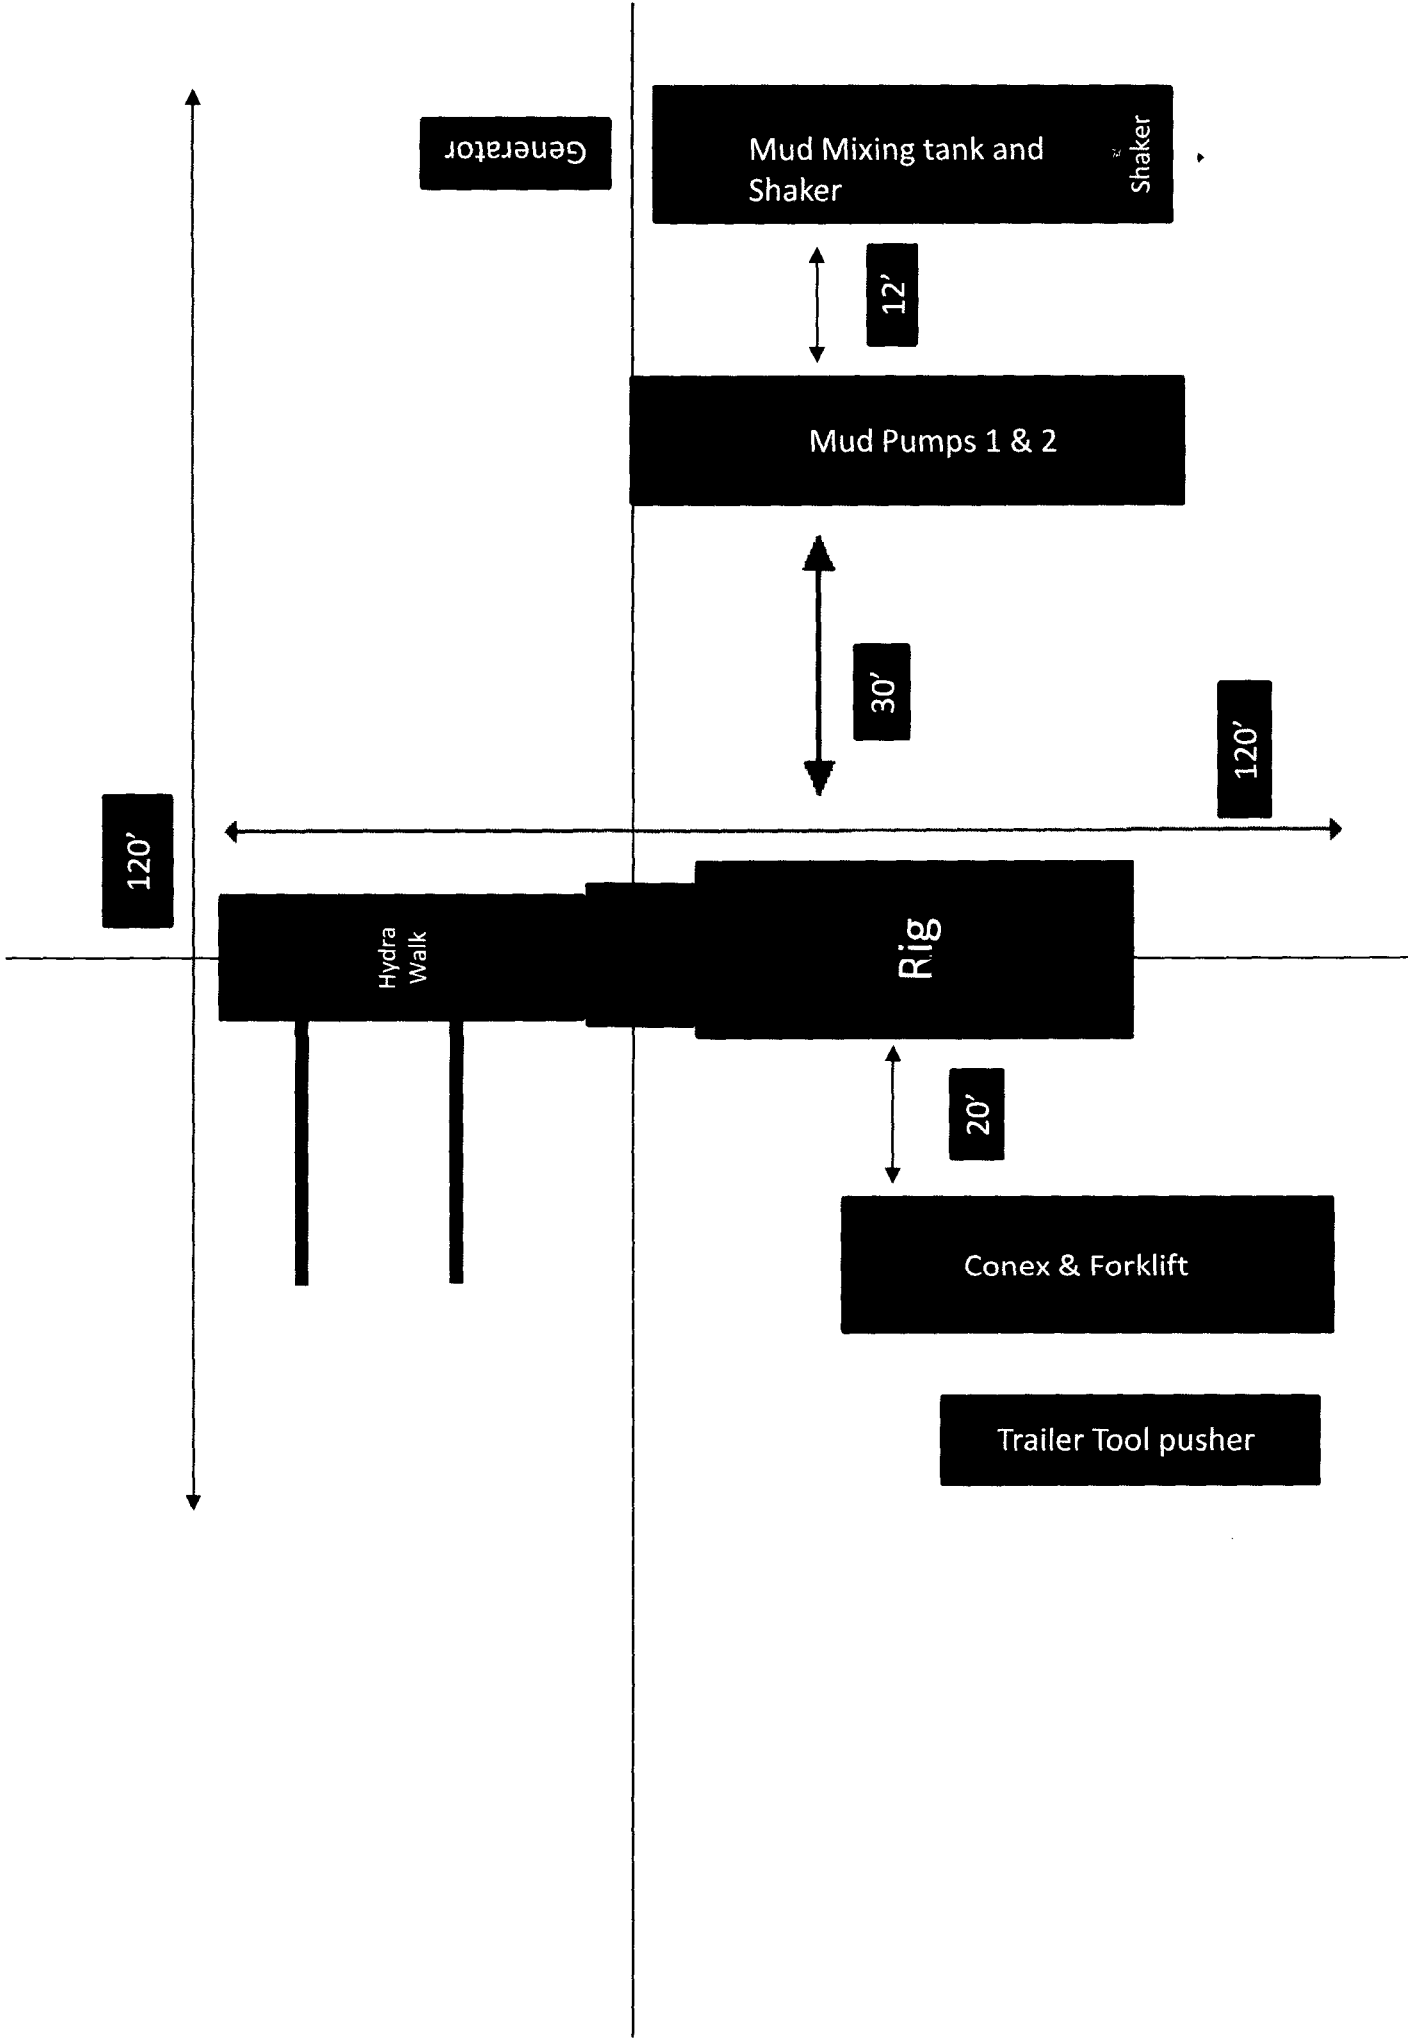 Generator
Mud Mixing tank and
Shaker
Shaker
12’
Mud Pumps 1 & 2
30’
120’
120’
Hydra
Walk
Rig
20’
Conex & Forklift
Trailer Tool pusher